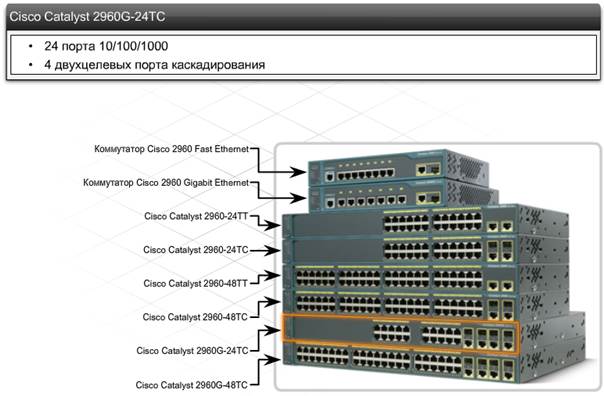 Cisco Catalyst 2960G-24TC
• 24 порта 10/100/1000
• 4 двухцелевых порта каскадирования
Коммутатор Cisco 2960 Fast Ethernet
Коммутатор Cisco 2960 Gigabit Ethernet
Cisco Catalyst 2960-24TT
Cisco Catalyst 2960-24TC
Cisco Catalyst 2960-48TT
Cisco Catalyst 2960-48TC
Cisco Catalyst 2960G-24TC
Cisco Catalyst 2960G-48TC